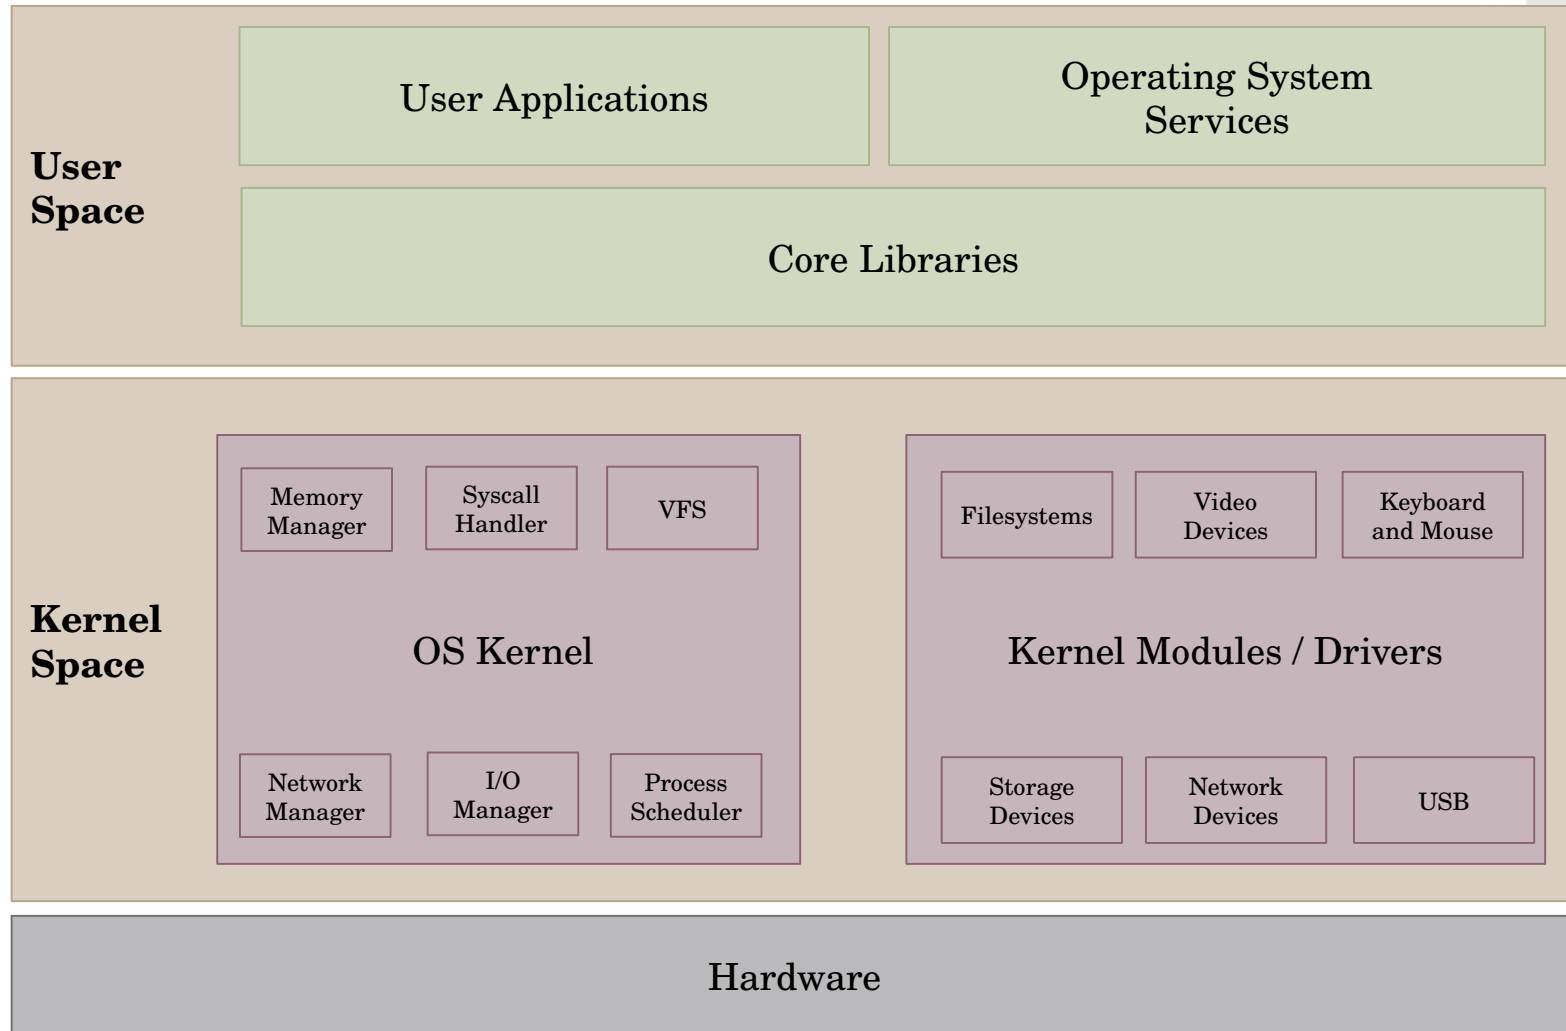 User Applications
Operating System
Services
User
Space
Core Libraries
Memory
Manager
Syscall
Handler
VFS
Filesystems
Video
Devices
Keyboard
and Mouse
Kernel
Space
OS Kernel
Kernel Modules / Drivers
Network
Manager
I/O
Manager
Process
Scheduler
Storage
Devices
Network
Devices
USB
Hardware